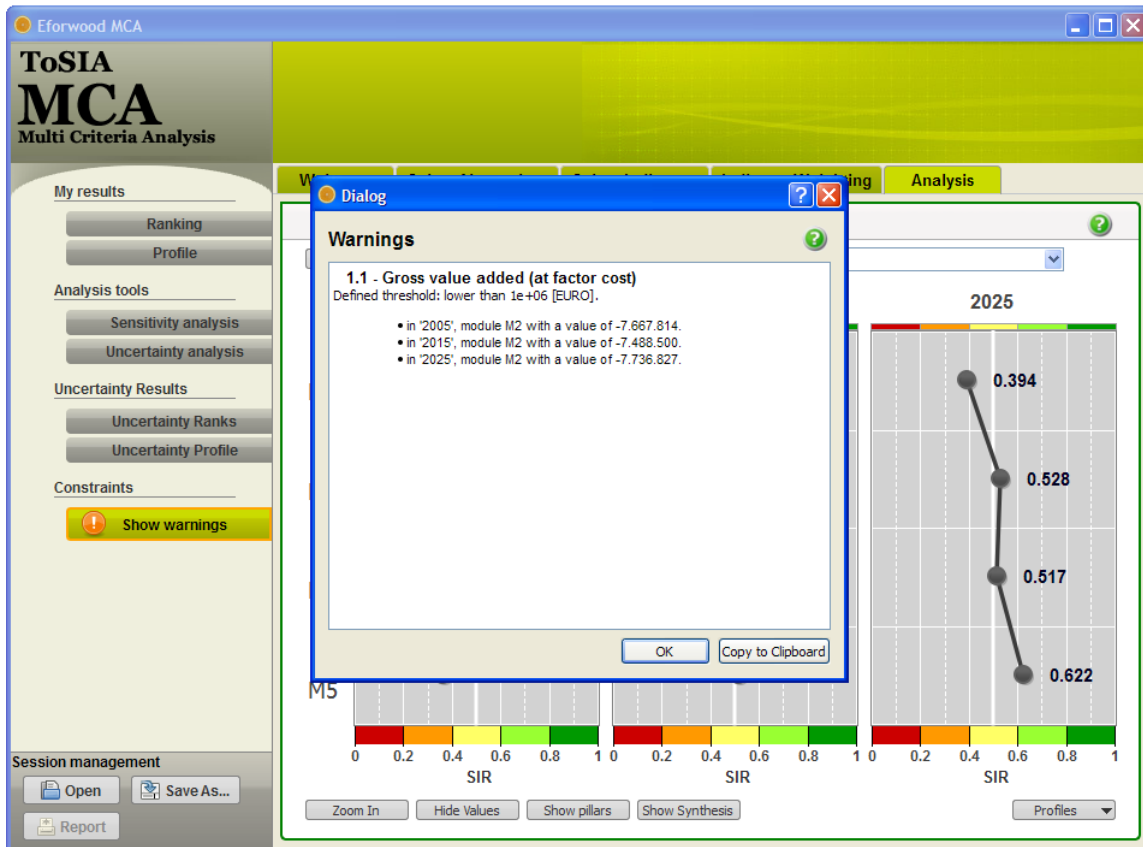 Eforwood MCA
ToSIA
MCA
Multi Criteria Analysis
My results
Ranking
Profile
Analysis tools
Sensitivity analysis
Uncertainty analysis
Uncertainty Results
Uncertainty Ranks
Uncertainty Profile
Constraints
! Show warnings
Session management
Open Save As...
Report
Analysis
?
Dialog ?
Warnings ?
1.1 - Gross value added (at factor cost)
Defined threshold: lower than 1e+06 [EURO].
• in '2005', module M2 with a value of -7.667.814.
• in '2015', module M2 with a value of -7.488.500.
• in '2025', module M2 with a value of -7.736.827.
OK Copy to Clipboard
2025
0.394
0.528
0.517
0.622
M5
0 0.2 0.4 0.6 0.8 1
SIR
0 0.2 0.4 0.6 0.8 1
SIR
0 0.2 0.4 0.6 0.8 1
SIR
Zoom In Hide Values Show pillars Show Synthesis Profiles